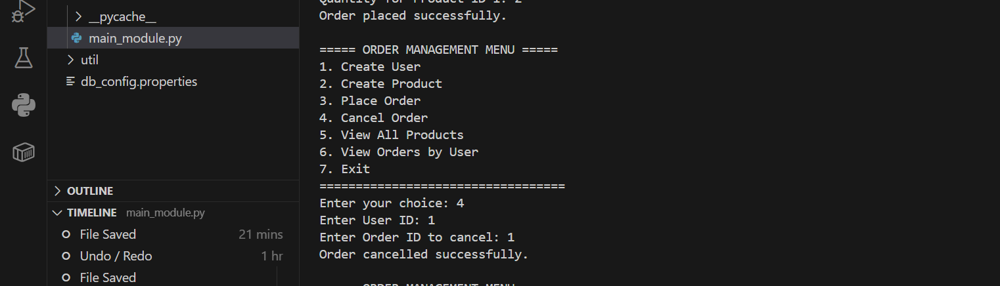 __pycache__
main_module.py
util
db_config.properties
OUTLINE
TIMELINE main_module.py
File Saved 21 mins
Undo / Redo 1 hr
File Saved
Quantity for Product ID 1: 2
Order placed successfully.
===== ORDER MANAGEMENT MENU =====
1. Create User
2. Create Product
3. Place Order
4. Cancel Order
5. View All Products
6. View Orders by User
7. Exit
==================================
Enter your choice: 4
Enter User ID: 1
Enter Order ID to cancel: 1
Order cancelled successfully.
ORDER MANAGEMENT MENU